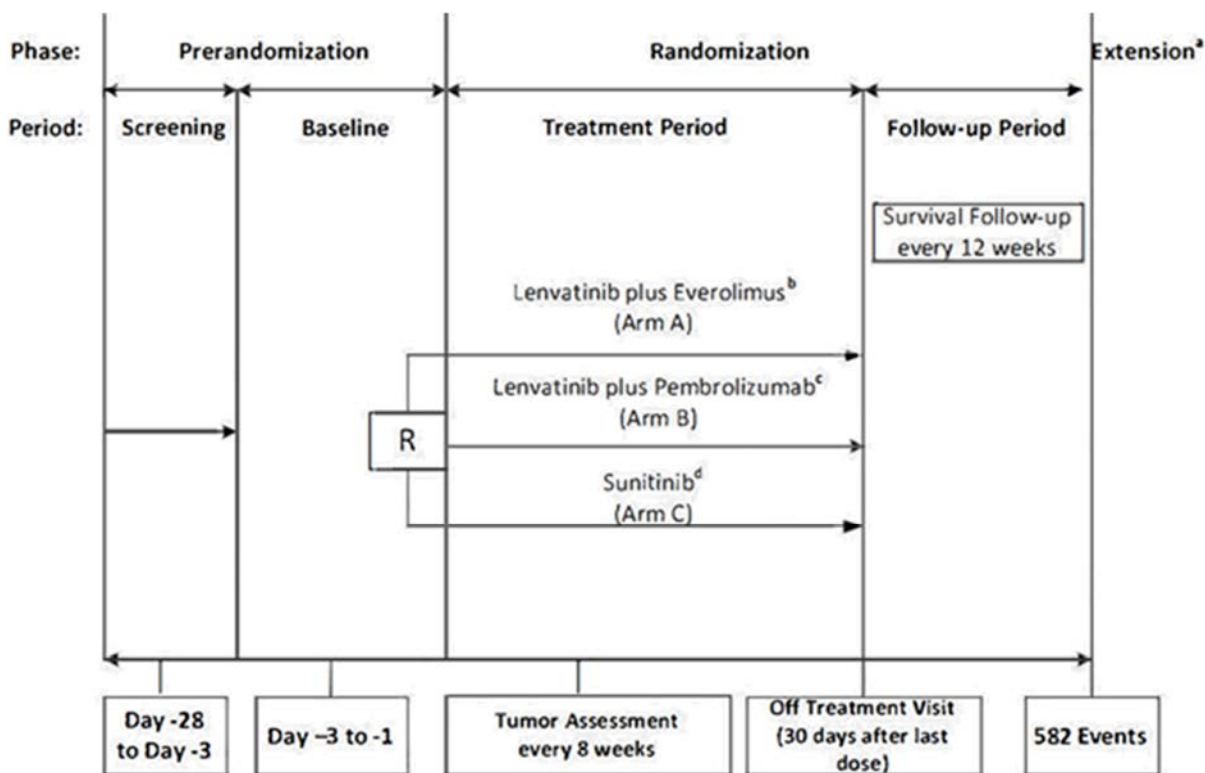 Phase: Prerandomization Randomization Extensionᵃ
Period: Screening Baseline Treatment Period Follow-up Period
Survival Follow-up
every 12 weeks
Lenvatinib plus Everolimusᵇ
(Arm A)
Lenvatinib plus Pembrolizumabᶜ
(Arm B)
R
Sunitinibᵈ
(Arm C)
Day -28
to Day -3
Day –3 to -1
Tumor Assessment
every 8 weeks
Off Treatment Visit
(30 days after last
dose)
582 Events